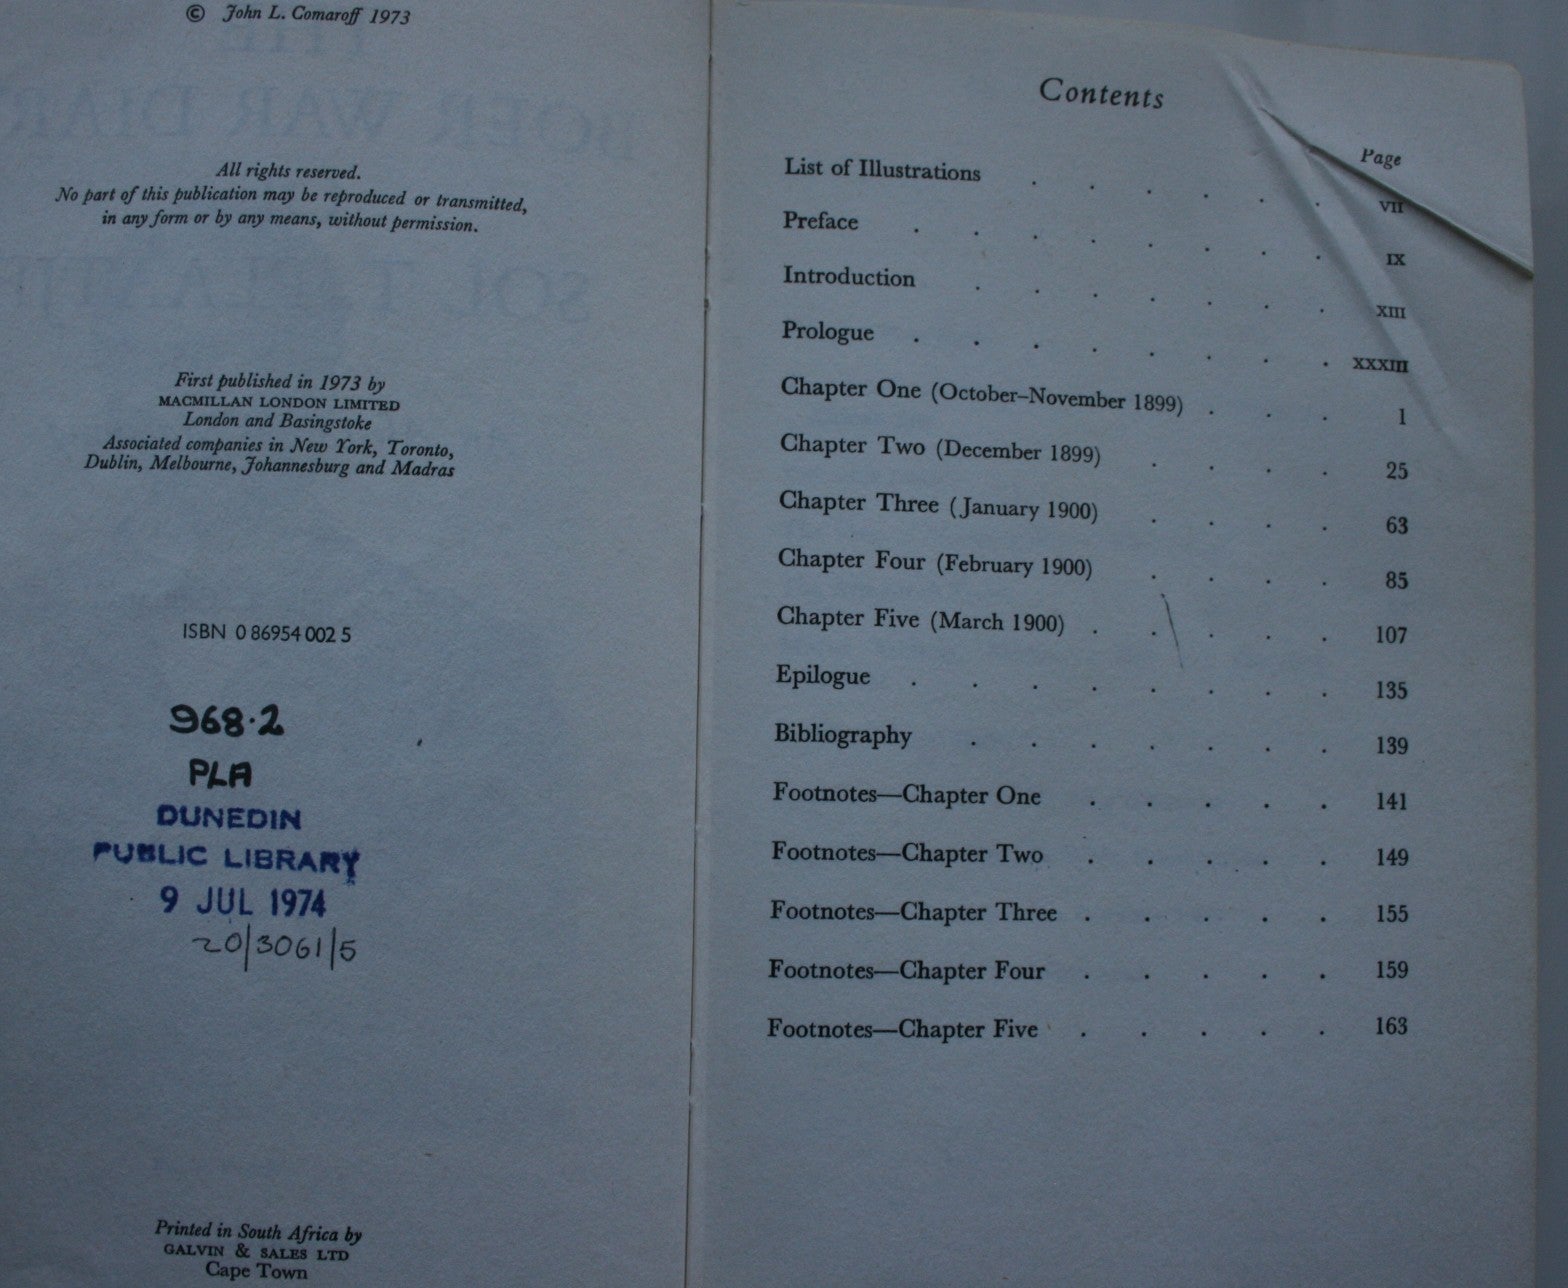 © John L. Comaroff 1973
All rights reserved.
No part of this publication may be reproduced or transmitted,
in any form or by any means, without permission.
First published in 1973 by
MACMILLAN LONDON LIMITED
London and Basingstoke
Associated companies in New York, Toronto,
Dublin, Melbourne, Johannesburg and Madras
ISBN 0 86954 002 5
968.2
PLA
DUNEDIN
PUBLIC LIBRARY
9 JUL 1974
20/3061/5
Printed in South Africa by
GALVIN & SALES LTD
Cape Town
Contents
Page
List of Illustrations . . . . . . VII
Preface . . . . . . . . IX
Introduction . . . . . . . XIII
Prologue . . . . . . . . XXXIII
Chapter One (October–November 1899) . . . 1
Chapter Two (December 1899) . . . . 25
Chapter Three (January 1900) . . . . 63
Chapter Four (February 1900) . . . . 85
Chapter Five (March 1900) . . . . . 107
Epilogue . . . . . . . . 135
Bibliography . . . . . . . 139
Footnotes—Chapter One . . . . . 141
Footnotes—Chapter Two . . . . . 149
Footnotes—Chapter Three . . . . . 155
Footnotes—Chapter Four . . . . . 159
Footnotes—Chapter Five . . . . . 163